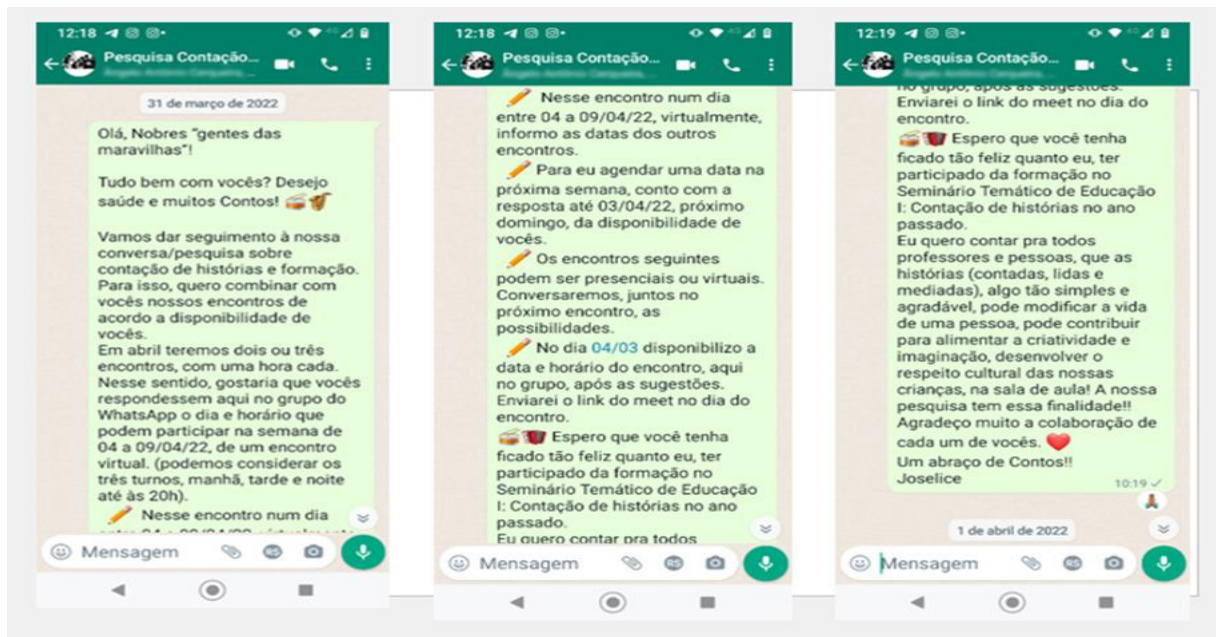 12:18
Pesquisa Contação...
31 de março de 2022
Olá, Nobres "gentes das
maravilhas"!
Tudo bem com vocês? Desejo
saúde e muitos Contos!
Vamos dar seguimento à nossa
conversa/pesquisa sobre
contação de histórias e formação.
Para isso, quero combinar com
vocês nossos encontros de
acordo a disponibilidade de
vocês.
Em abril teremos dois ou três
encontros, com uma hora cada.
Nesse sentido, gostaria que vocês
respondessem aqui no grupo do
WhatsApp o dia e horário que
podem participar na semana de
04 a 09/04/22, de um encontro
virtual. (podemos considerar os
três turnos, manhã, tarde e noite
até às 20h).
Nesse encontro num dia
Mensagem
12:18
Pesquisa Contação...
Nesse encontro num dia
entre 04 a 09/04/22, virtualmente,
informo as datas dos outros
encontros.
Para eu agendar uma data na
próxima semana, conto com a
resposta até 03/04/22, próximo
domingo, da disponibilidade de
vocês.
Os encontros seguintes
podem ser presenciais ou virtuais.
Conversaremos, juntos no
próximo encontro, as
possibilidades.
No dia 04/03 disponibilizo a
data e horário do encontro, aqui
no grupo, após as sugestões.
Enviarei o link do meet no dia do
encontro.
Espero que você tenha
ficado tão feliz quanto eu, ter
participado da formação no
Seminário Temático de Educação
I: Contação de histórias no ano
passado.
Eu quero contar pra todos
Mensagem
12:19
Pesquisa Contação...
no grupo, após as sugestões.
Enviarei o link do meet no dia do
encontro.
Espero que você tenha
ficado tão feliz quanto eu, ter
participado da formação no
Seminário Temático de Educação
I: Contação de histórias no ano
passado.
Eu quero contar pra todos
professores e pessoas, que as
histórias (contadas, lidas e
mediadas), algo tão simples e
agradável, pode modificar a vida
de uma pessoa, pode contribuir
para alimentar a criatividade e
imaginação, desenvolver o
respeito cultural das nossas
crianças, na sala de aula! A nossa
pesquisa tem essa finalidade!!
Agradeço muito a colaboração de
cada um de vocês.
Um abraço de Contos!!
Joselice
10:19
1 de abril de 2022
Mensagem